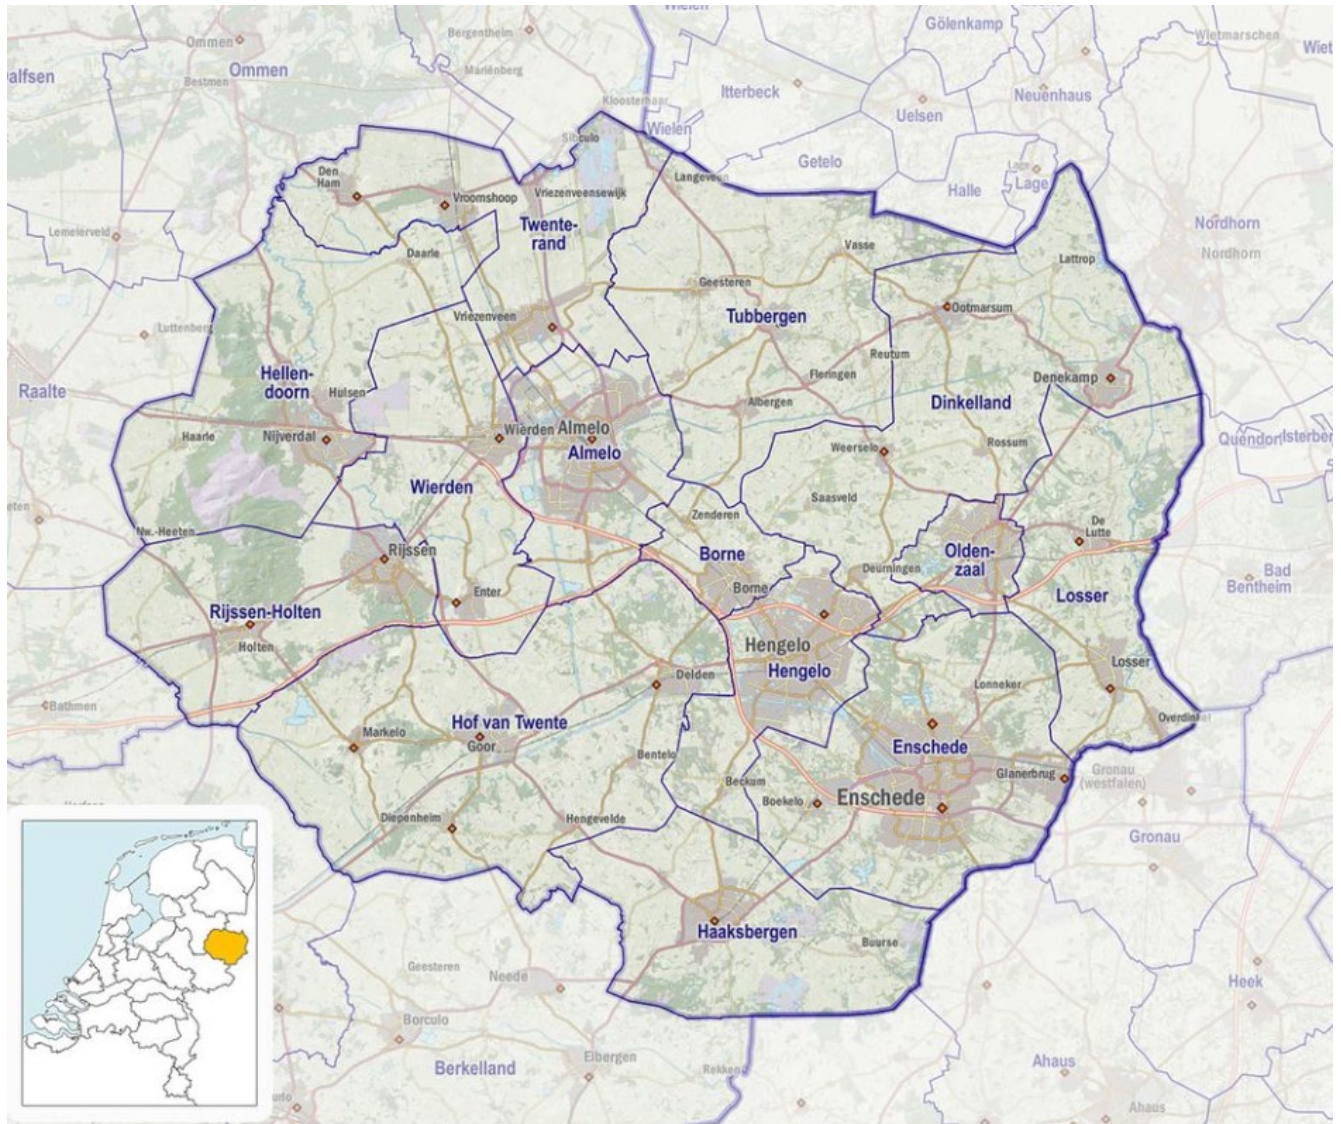 Ommen
Ommen
Bestmen
alfsen
Bergentheim
Wielen
Mariënberg
Kloosterhaar
Gölenkamp
Wietmarschen
Wiet
Itterbeck
Neuenhaus
Uelsen
Wielen
Getelo
Halle
Lage
Lage
Sibculo
Den
Ham
Vroomshoop
Vriezenveensewijk
Langeveen
Twente-
rand
Lemelerveld
Daarle
Vasse
Lattrop
Nordhorn
Nordhorn
Geesteren
Ootmarsum
Vriezenveen
Tubbergen
Luttenberg
Raalte
Hellen-
doorn
Hulsen
Reutum
Fleringen
Denekamp
Albergen
Dinkelland
Haarle
Nijverdal
Wierden
Almelo
Almelo
Weerselo
Rossum
Wierden
Saasveld
Quendorf
Isterber
eten
Nw.-Heeten
Zenderen
De
Lutte
Rijssen
Borne
Deurningen
Olden-
zaal
Bad
Bentheim
Borne
Enter
Losser
Rijssen-Holten
Holten
Hengelo
Hengelo
Losser
Delden
Lonneker
Bathmen
Markelo
Hof van Twente
Goor
Overdinkel
Bentelo
Enschede
Beckum
Glanerbrug
Gronau
(westfalen)
Boekelo
Enschede
Diepenheim
Hengevelde
Gronau
Haaksbergen
Buurse
Geesteren
Neede
Heek
Borculo
Eibergen
Berkelland
Rekken
Ahaus
Ahaus